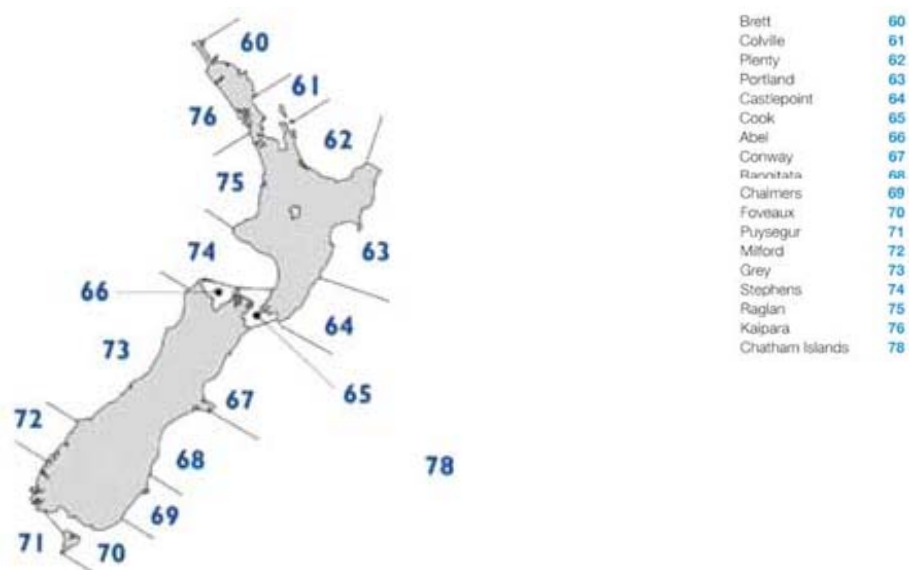 60
61
76
62
75
63
74
66
64
73
65
67
72
68
78
69
71
70
Brett 60
Colville 61
Plenty 62
Portland 63
Castlepoint 64
Cook 65
Abel 66
Conway 67
Rangitata 68
Chalmers 69
Foveaux 70
Puysegur 71
Milford 72
Grey 73
Stephens 74
Raglan 75
Kaipara 76
Chatham Islands 78